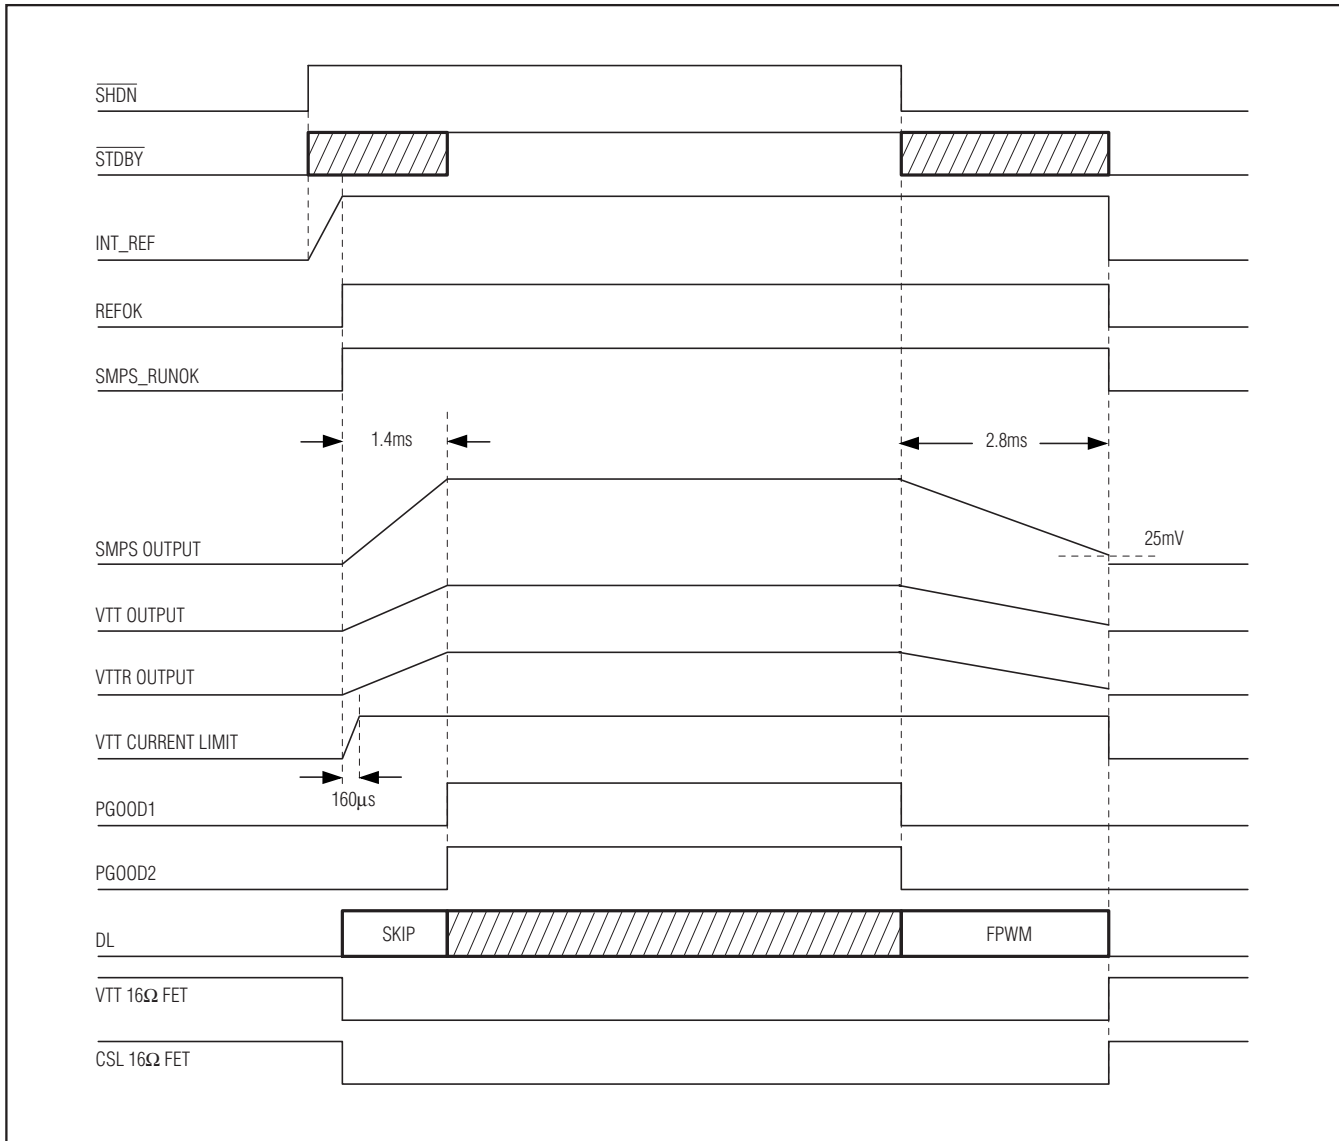 SHDN
STDBY
INT_REF
REFOK
SMPS_RUNOK
1.4ms
2.8ms
SMPS OUTPUT
25mV
VTT OUTPUT
VTTR OUTPUT
VTT CURRENT LIMIT
160μs
PGOOD1
PGOOD2
DL
SKIP
FPWM
VTT 16Ω FET
CSL 16Ω FET